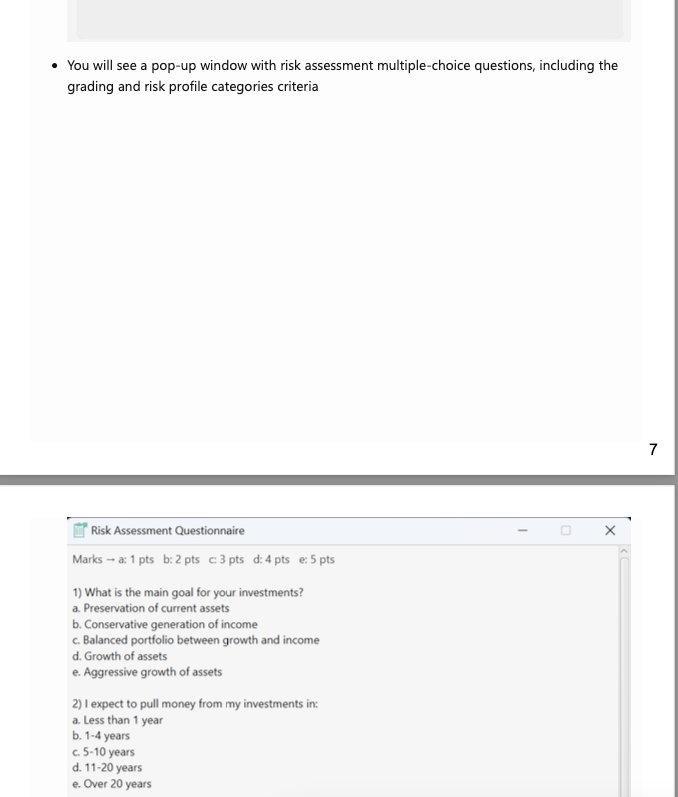 • You will see a pop-up window with risk assessment multiple-choice questions, including the
grading and risk profile categories criteria
7
Risk Assessment Questionnaire
Marks → a: 1 pts b: 2 pts c: 3 pts d: 4 pts e: 5 pts
1) What is the main goal for your investments?
a. Preservation of current assets
b. Conservative generation of income
c. Balanced portfolio between growth and income
d. Growth of assets
e. Aggressive growth of assets
2) I expect to pull money from my investments in:
a. Less than 1 year
b. 1-4 years
c. 5-10 years
d. 11-20 years
e. Over 20 years